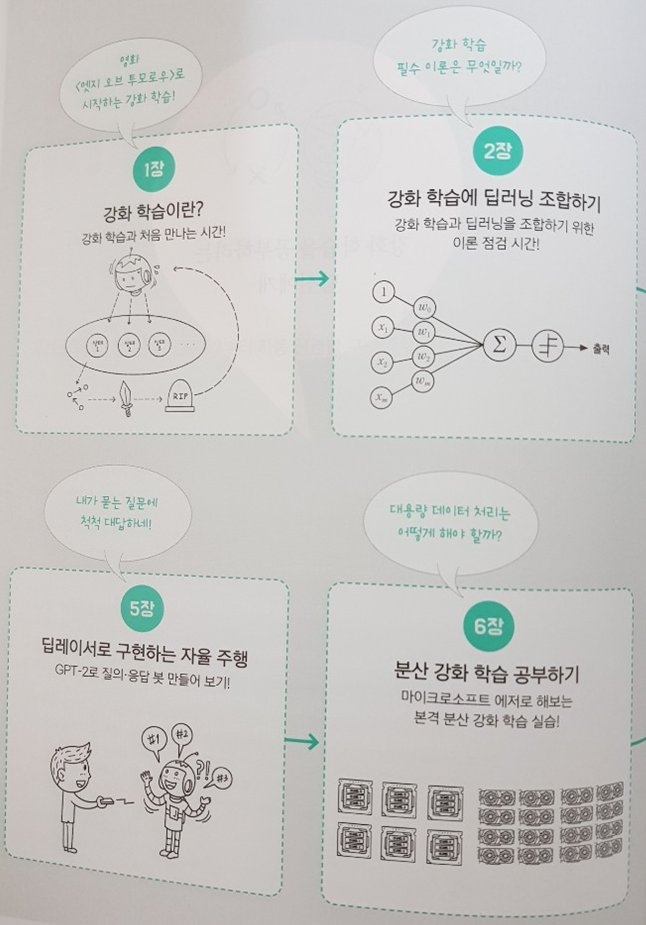 영화
<엣지 오브 투모로우>로
시작하는 강화 학습!
1장
강화 학습이란?
강화 학습과 처음 만나는 시간!
상태
1
상태
2
상태
3
. . .
RIP
강화 학습
필수 이론은 무엇일까?
2장
강화 학습에 딥러닝 조합하기
강화 학습과 딥러닝을 조합하기 위한
이론 점검 시간!
1
w₀
x₁
w₁
x₂
w₂
xₘ
wₘ
Σ
출력
내가 묻는 질문에
척척 대답하네!
5장
딥레이서로 구현하는 자율 주행
GPT-2로 질의·응답 봇 만들어 보기!
#1
#2
?!
#3
대용량 데이터 처리는
어떻게 해야 할까?
6장
분산 강화 학습 공부하기
마이크로소프트 에저로 해보는
본격 분산 강화 학습 실습!